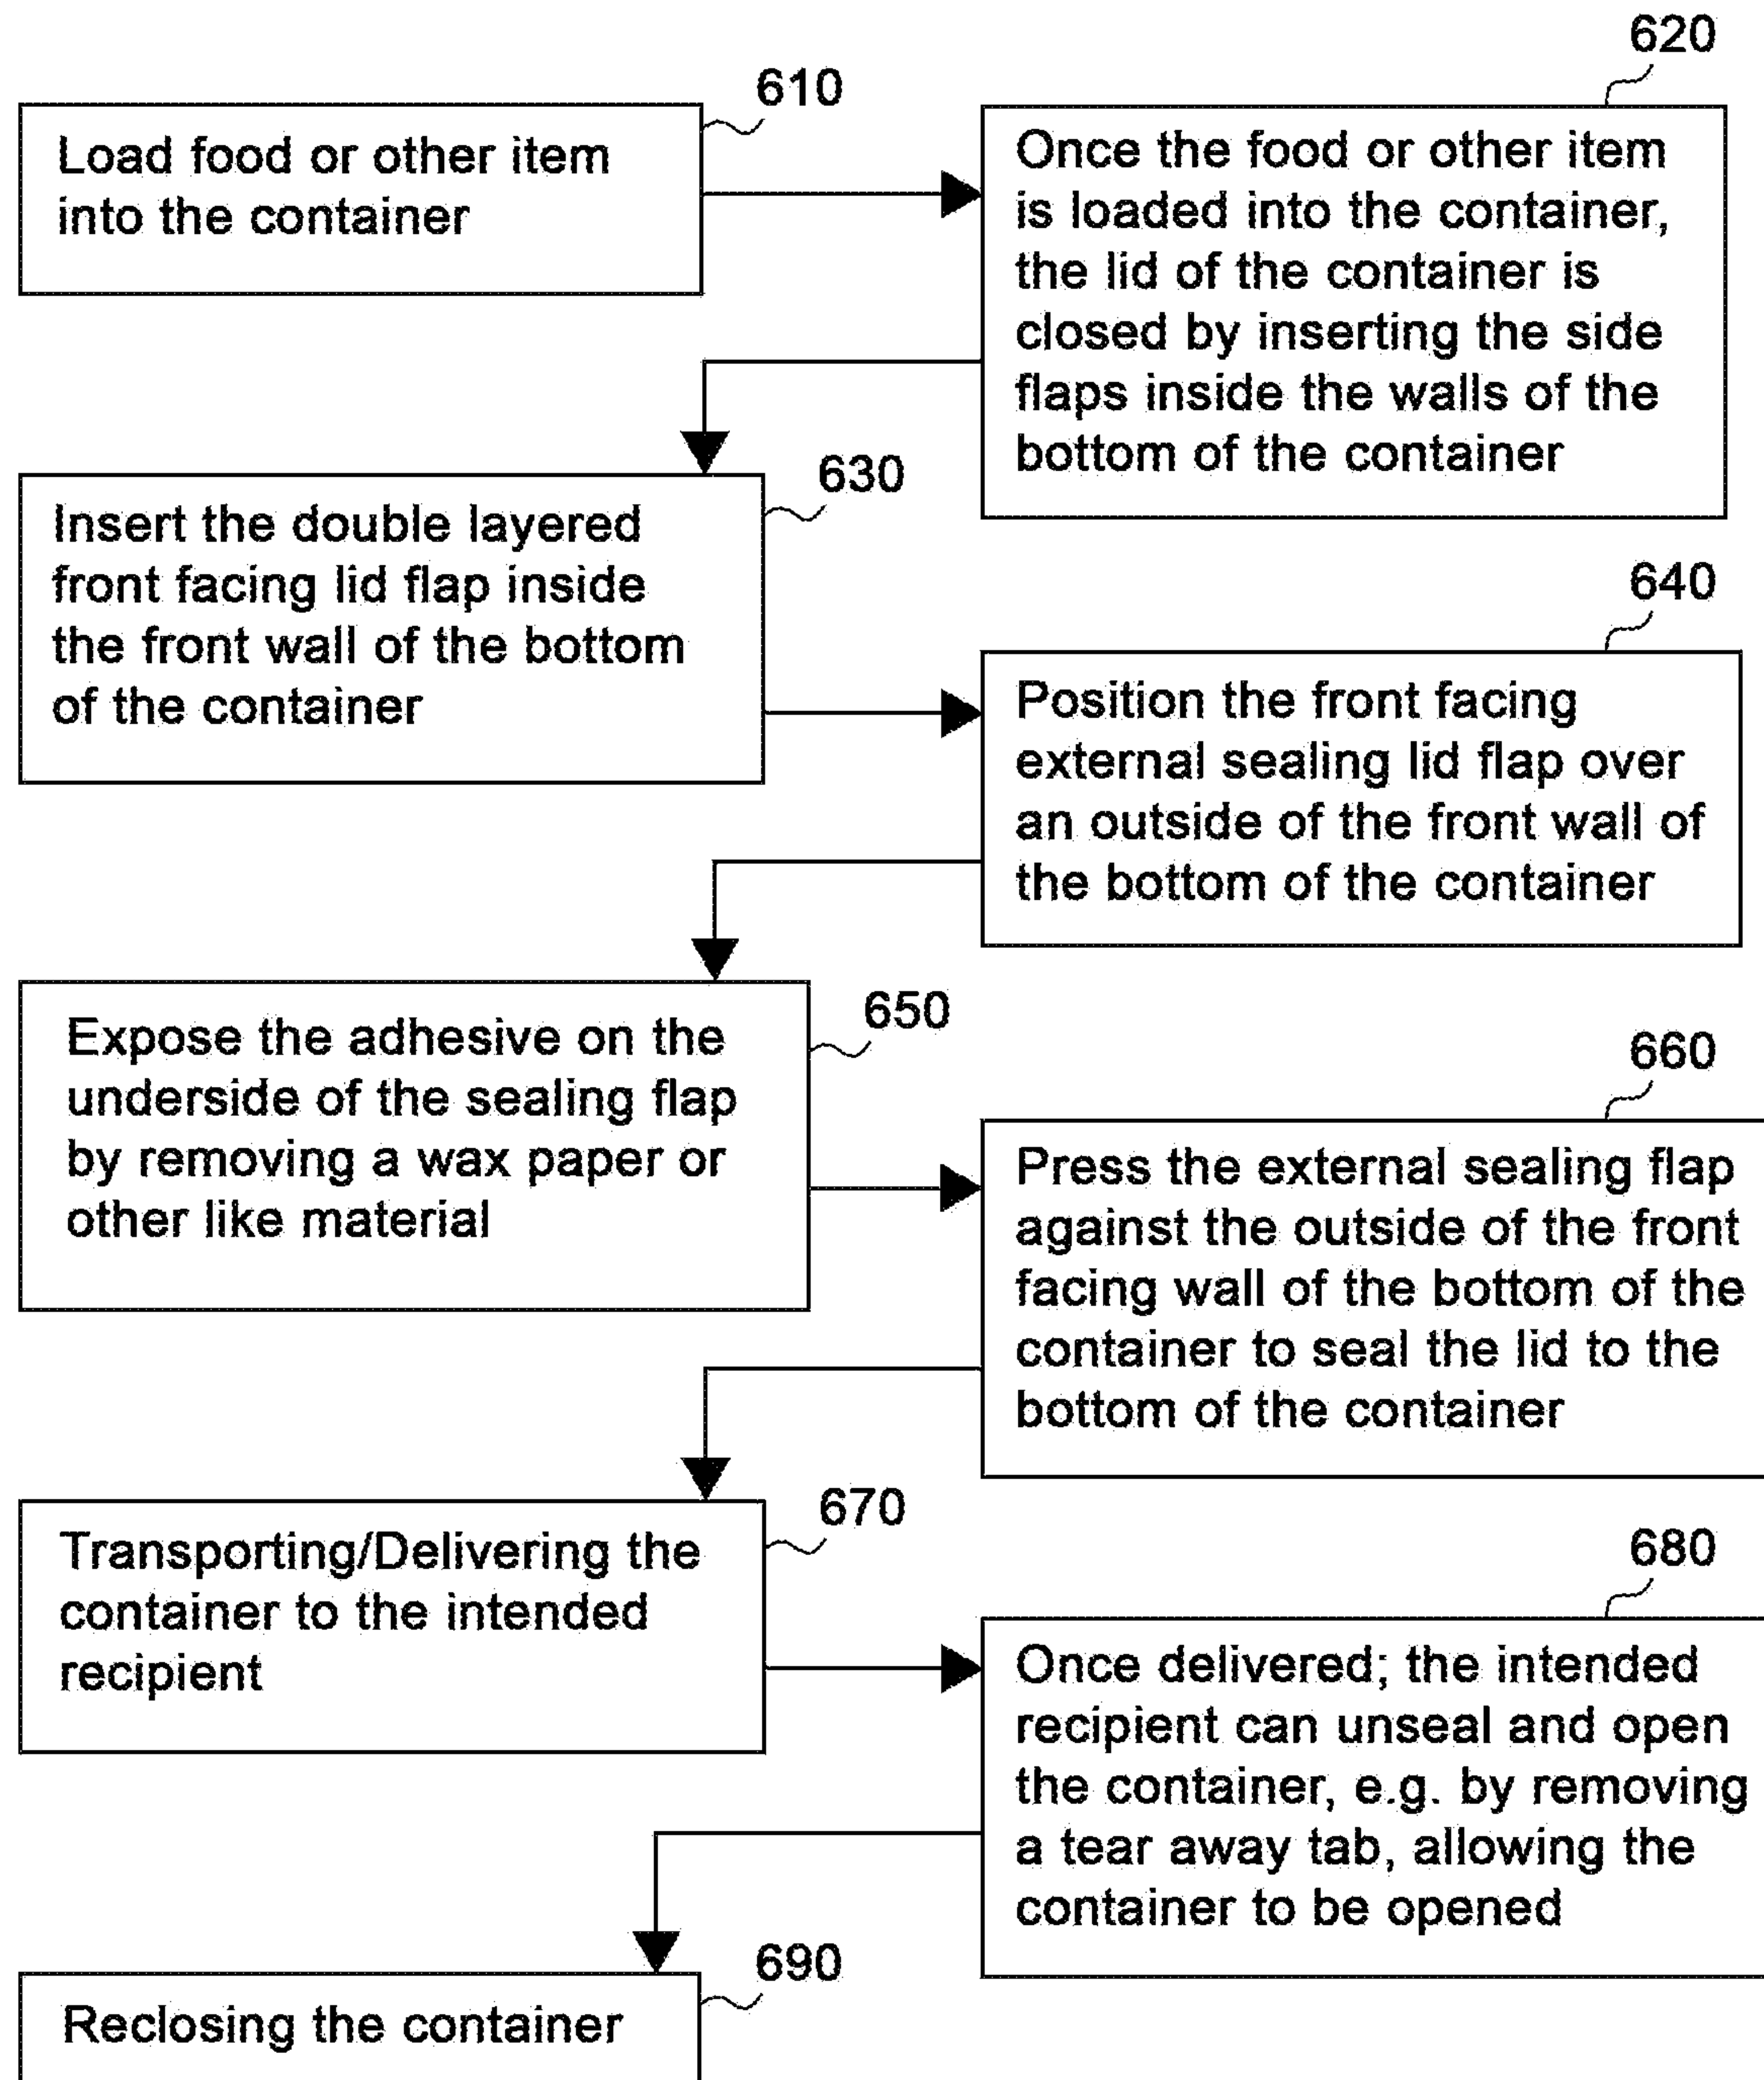 610
Load food or other item
into the container
620
Once the food or other item
is loaded into the container,
the lid of the container is
closed by inserting the side
flaps inside the walls of the
bottom of the container
630
Insert the double layered
front facing lid flap inside
the front wall of the bottom
of the container
640
Position the front facing
external sealing lid flap over
an outside of the front wall of
the bottom of the container
650
Expose the adhesive on the
underside of the sealing flap
by removing a wax paper or
other like material
660
Press the external sealing flap
against the outside of the front
facing wall of the bottom of the
container to seal the lid to the
bottom of the container
670
Transporting/Delivering the
container to the intended
recipient
680
Once delivered; the intended
recipient can unseal and open
the container, e.g. by removing
a tear away tab, allowing the
container to be opened
690
Reclosing the container